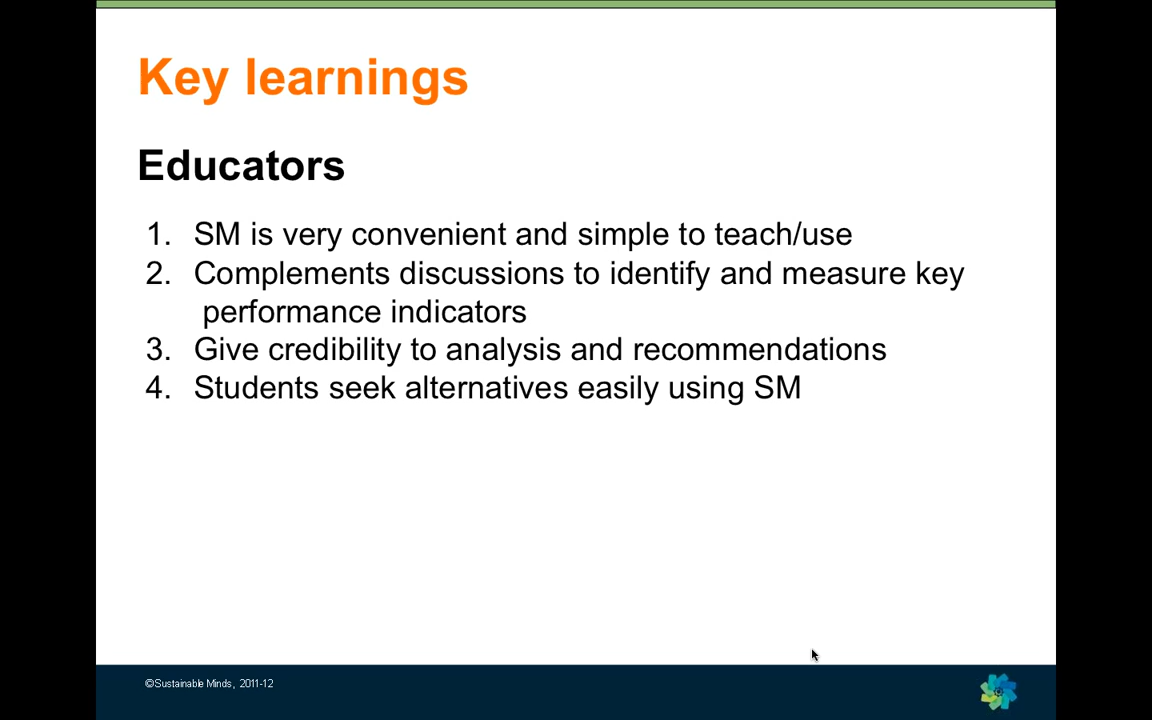 Key learnings
Educators
1. SM is very convenient and simple to teach/use
2. Complements discussions to identify and measure key
performance indicators
3. Give credibility to analysis and recommendations
4. Students seek alternatives easily using SM
©Sustainable Minds, 2011-12